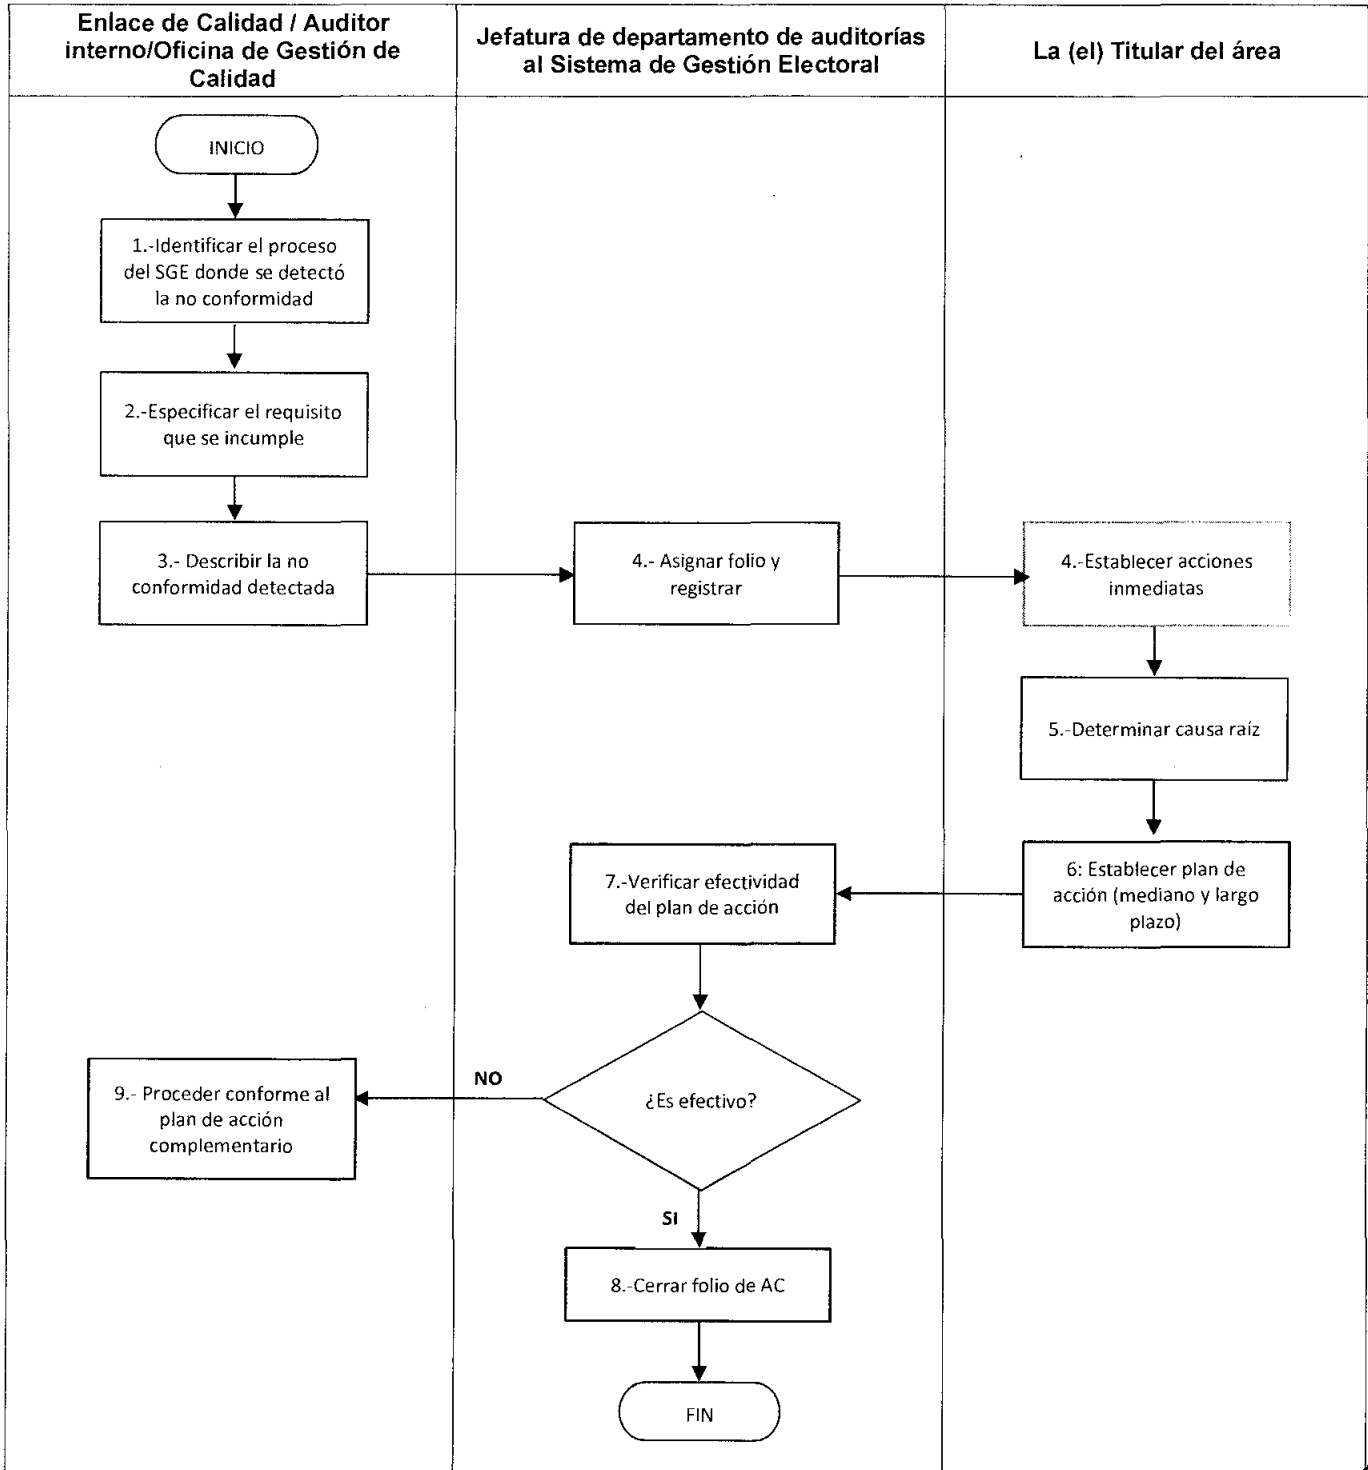 Enlace de Calidad / Auditor
interno/Oficina de Gestión de
Calidad
Jefatura de departamento de auditorías
al Sistema de Gestión Electoral
La (el) Titular del área
INICIO
1.-Identificar el proceso
del SGE donde se detectó
la no conformidad
2.-Especificar el requisito
que se incumple
3.- Describir la no
conformidad detectada
4.- Asignar folio y
registrar
4.-Establecer acciones
inmediatas
5.-Determinar causa raíz
6: Establecer plan de
acción (mediano y largo
plazo)
7.-Verificar efectividad
del plan de acción
¿Es efectivo?
NO
9.- Proceder conforme al
plan de acción
complementario
Si
8.-Cerrar folio de AC
FIN